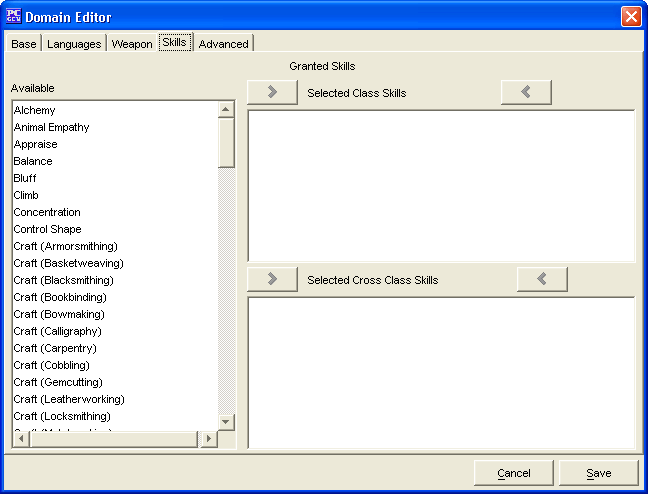 PC
GEN
Domain Editor
Base
Languages
Weapon
Skills
Advanced
Granted Skills
Available
Selected Class Skills
Alchemy
Animal Empathy
Appraise
Balance
Bluff
Climb
Concentration
Control Shape
Craft (Armorsmithing)
Craft (Basketweaving)
Craft (Blacksmithing)
Craft (Bookbinding)
Craft (Bowmaking)
Craft (Calligraphy)
Craft (Carpentry)
Craft (Cobbling)
Craft (Gemcutting)
Craft (Leatherworking)
Craft (Locksmithing)
Selected Cross Class Skills
Cancel
Save